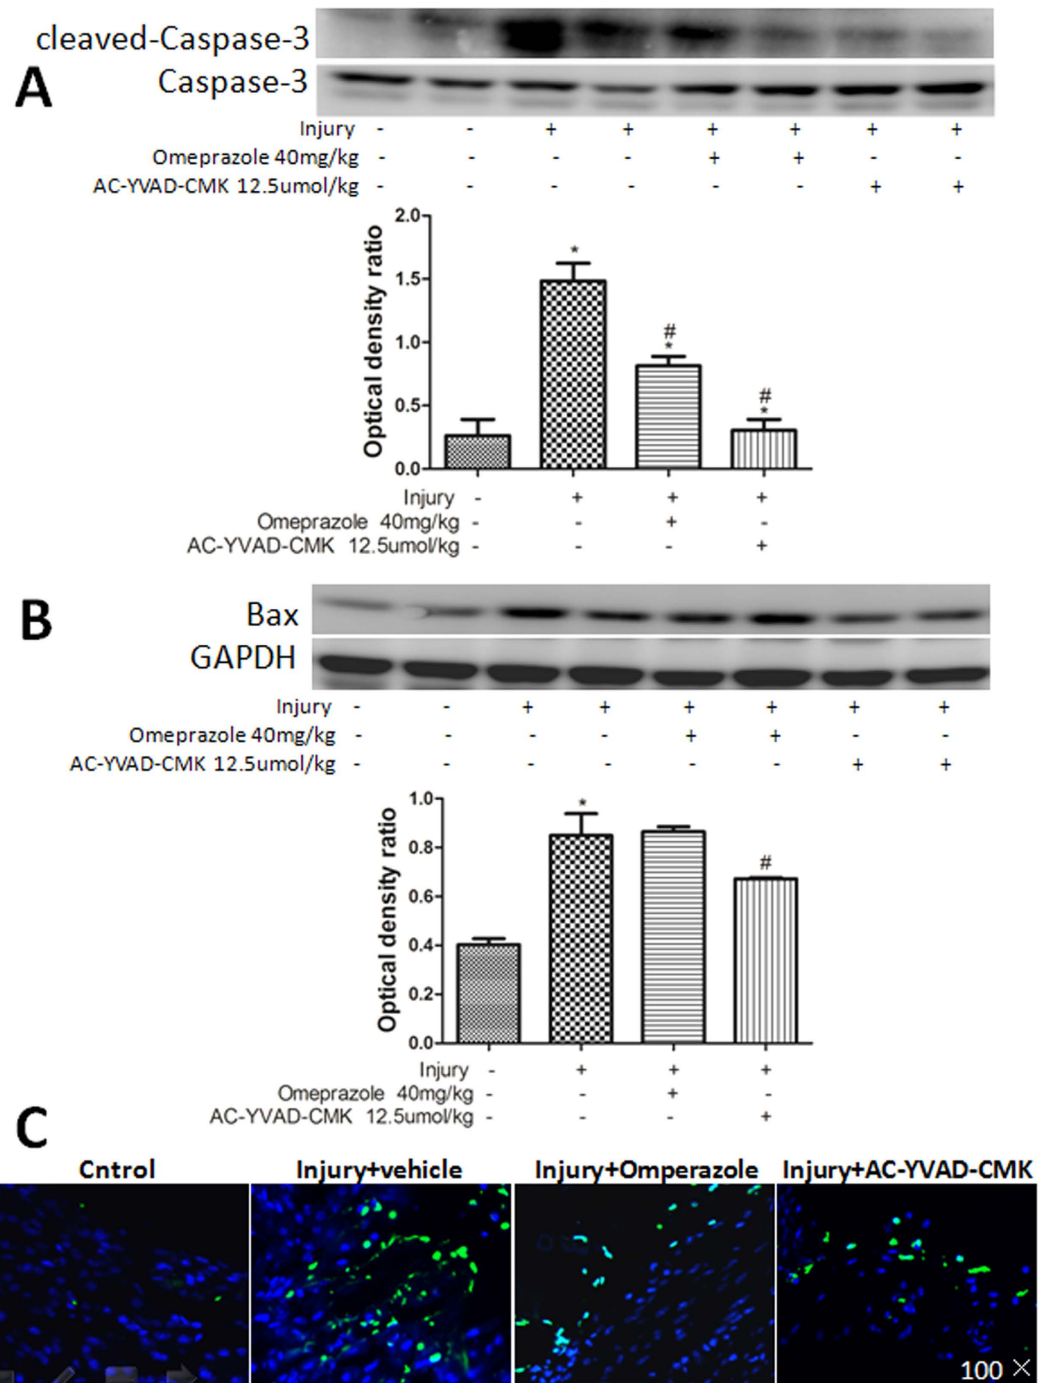 cleaved-Caspase-3
A
Caspase-3
Injury - - + + + + + +
Omeprazole 40mg/kg - - - - + + - -
AC-YVAD-CMK 12.5umol/kg - - - - - - + +
Optical density ratio
2.0
1.5
1.0
0.5
0.0
*
#
*
#
*
Injury - + + +
Omeprazole 40mg/kg - - + -
AC-YVAD-CMK 12.5umol/kg - - - +
B
Bax
GAPDH
Injury - - + + + + + +
Omeprazole 40mg/kg - - - - + + - -
AC-YVAD-CMK 12.5umol/kg - - - - - - + +
Optical density ratio
1.0
0.8
0.6
0.4
0.2
0.0
*
#
Injury - + + +
Omeprazole 40mg/kg - - + -
AC-YVAD-CMK 12.5umol/kg - - - +
C
Cntrol Injury+vehicle Injury+Omperazole Injury+AC-YVAD-CMK
100 ×